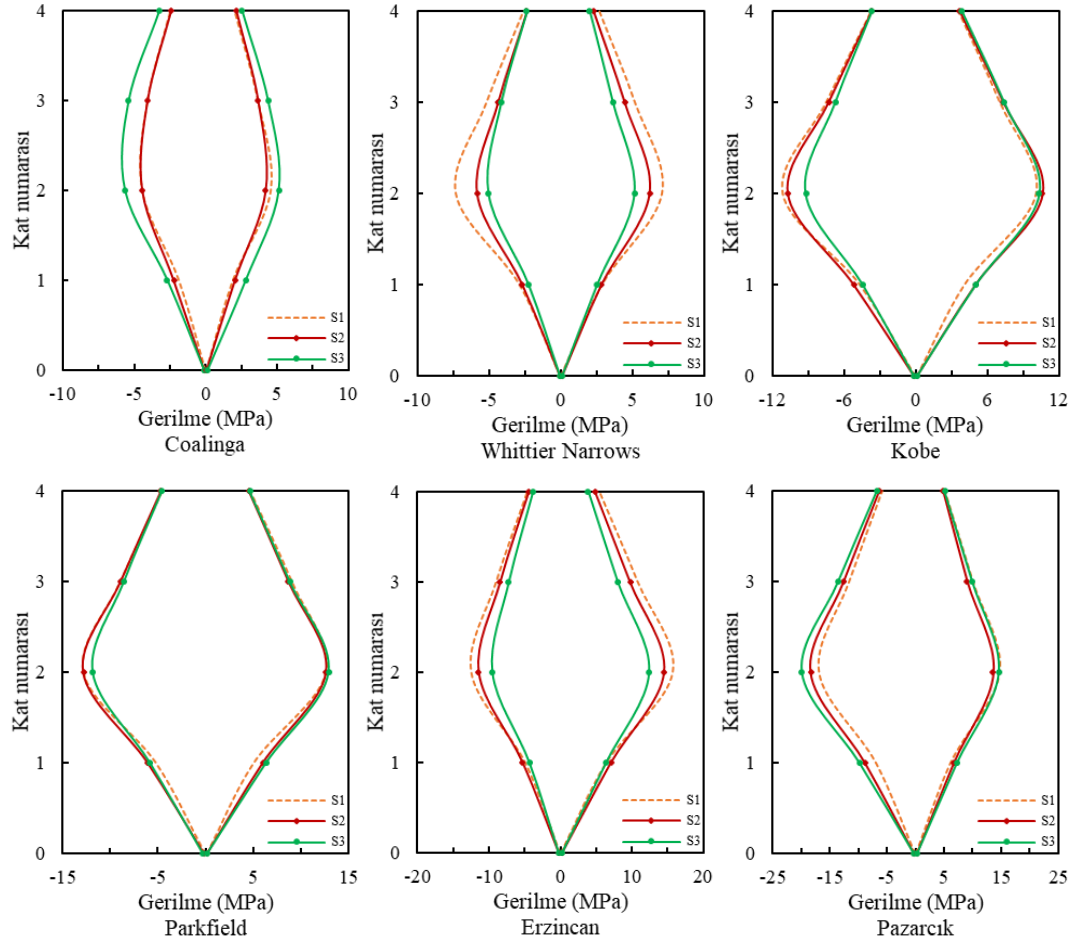 4
3
2
1
0
Kat numarası
S1
S2
S3
-10 -5 0 5 10
Gerilme (MPa)
Coalinga
4
3
2
1
0
Kat numarası
S1
S2
S3
-10 -5 0 5 10
Gerilme (MPa)
Whittier Narrows
4
3
2
1
0
Kat numarası
S1
S2
S3
-12 -6 0 6 12
Gerilme (MPa)
Kobe
4
3
2
1
0
Kat numarası
S1
S2
S3
-15 -5 5 15
Gerilme (MPa)
Parkfield
4
3
2
1
0
Kat numarası
S1
S2
S3
-20 -10 0 10 20
Gerilme (MPa)
Erzincan
4
3
2
1
0
Kat numarası
S1
S2
S3
-25 -15 -5 5 15 25
Gerilme (MPa)
Pazarcık